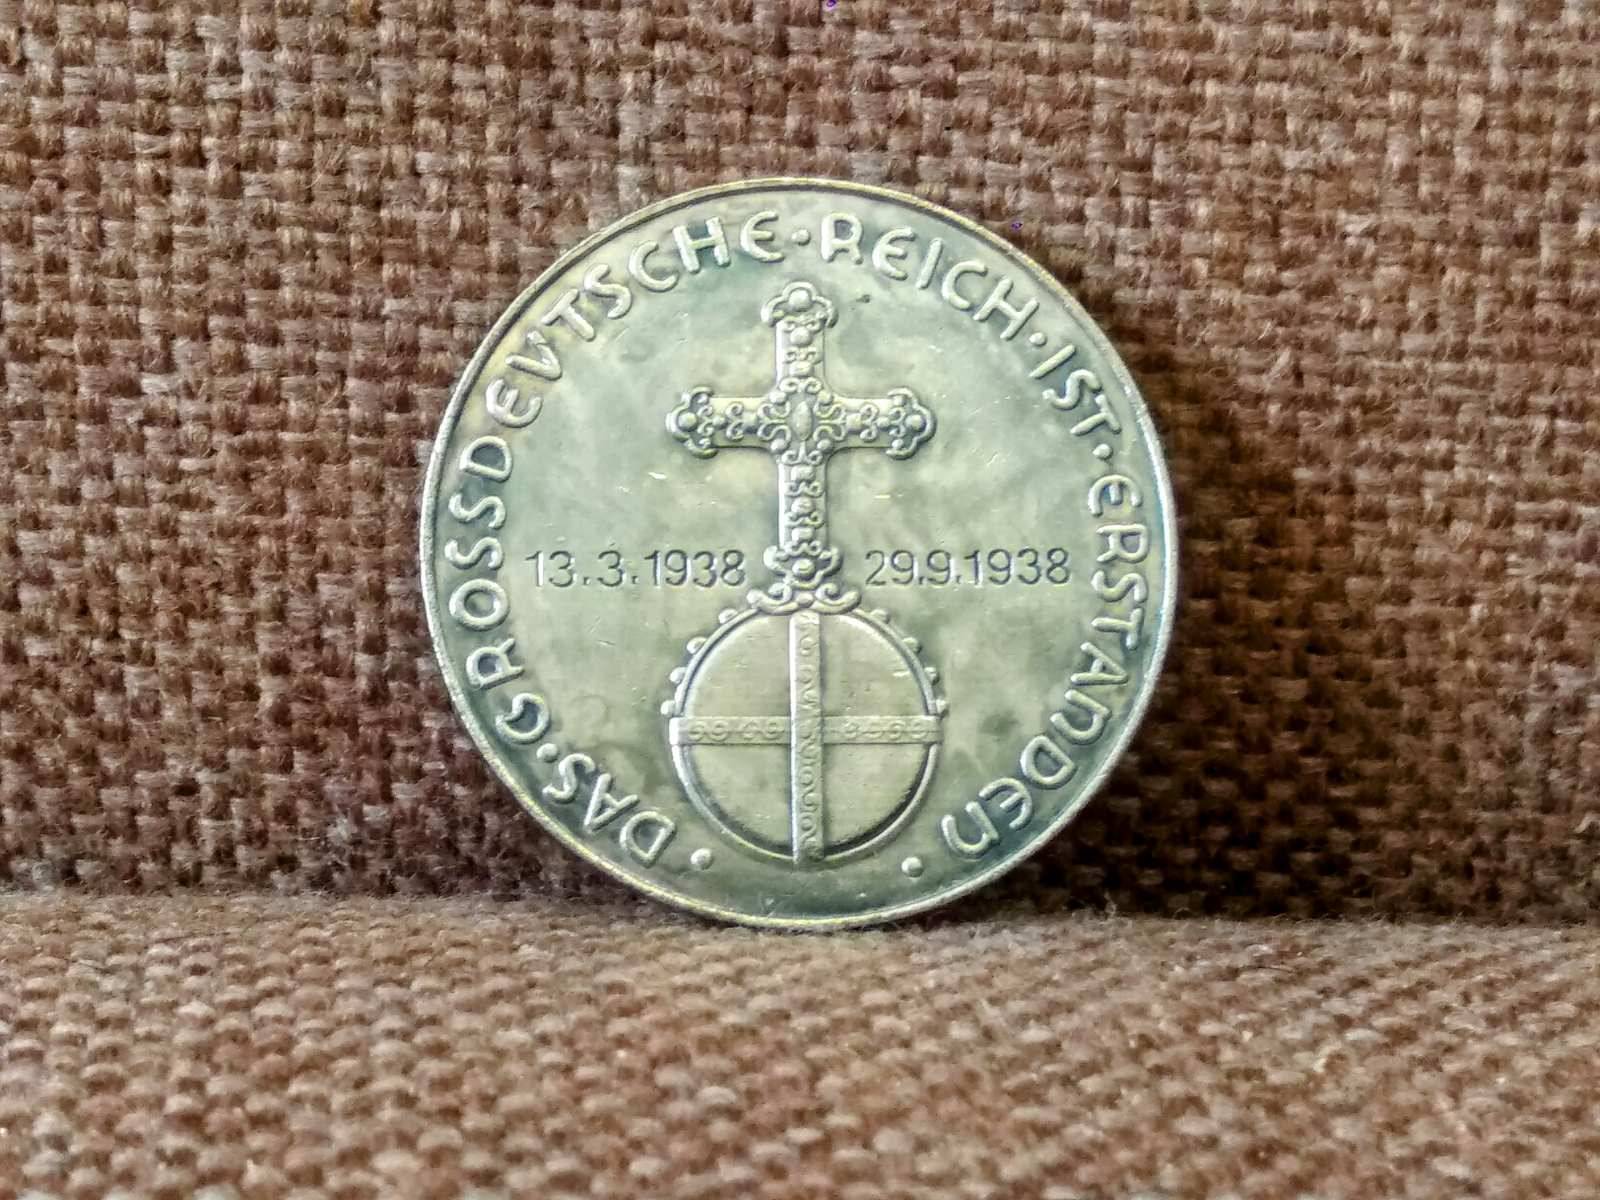 DAS·GROSSDEVTSCHE·REICH·IST·ERSTANDEN
13.3.1938 29.9.1938